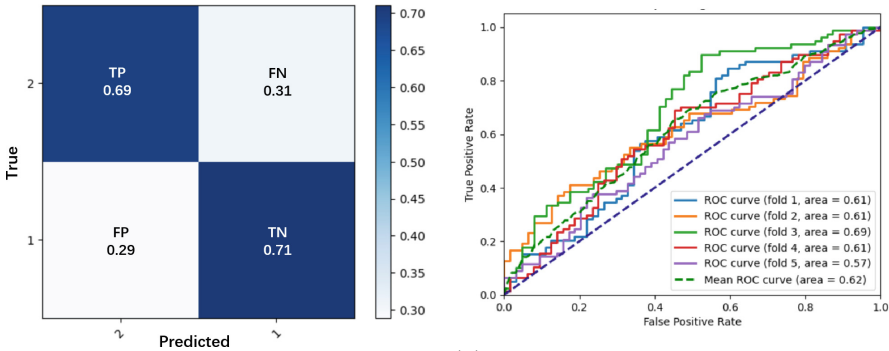 TP
0.69
FN
0.31
FP
0.29
TN
0.71
True
2
1
2
1
Predicted
0.70
0.65
0.60
0.55
0.50
0.45
0.40
0.35
0.30
1.0
0.8
0.6
0.4
0.2
0.0
True Positive Rate
ROC curve (fold 1, area = 0.61)
ROC curve (fold 2, area = 0.61)
ROC curve (fold 3, area = 0.69)
ROC curve (fold 4, area = 0.61)
ROC curve (fold 5, area = 0.57)
Mean ROC curve (area = 0.62)
0.0 0.2 0.4 0.6 0.8 1.0
False Positive Rate